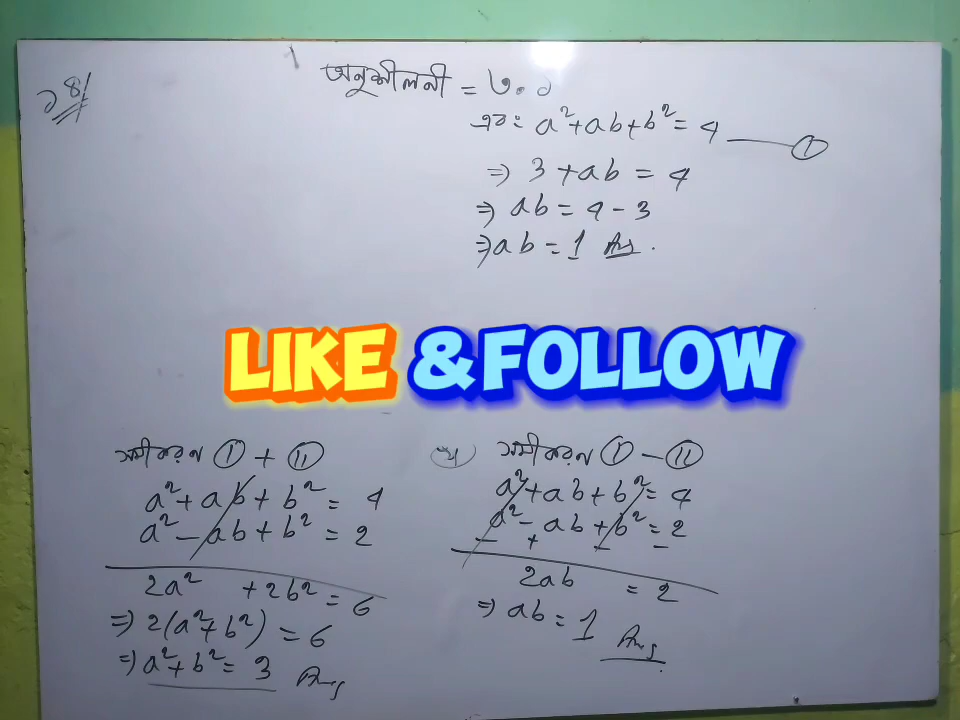 ১৪/
অনুশীলনী = ৩.১
এবং a²+ab+b² = 4 —— (I)
⇒ 3 + ab = 4
⇒ ab = 4 - 3
⇒ ab = 1 Ans.
LIKE &FOLLOW
সমীকরণ (I) + (II)
a² + ab + b² = 4
a² - ab + b² = 2
2a² + 2b² = 6
⇒ 2(a²+b²) = 6
⇒ a²+b² = 3 Ans
সমীকরণ (I) - (II)
a²+ab+b² = 4
a² - ab + b² = 2
- + - -
2ab = 2
⇒ ab = 1 Ans